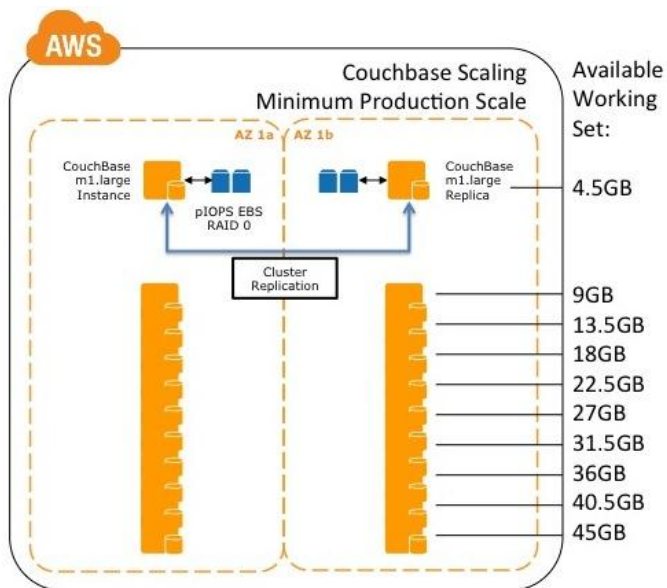 AWS
Couchbase Scaling
Minimum Production Scale
Available
Working
Set:
AZ 1a
AZ 1b
CouchBase
m1.large
Instance
pIOPS EBS
RAID 0
CouchBase
m1.large
Replica
4.5GB
Cluster
Replication
9GB
13.5GB
18GB
22.5GB
27GB
31.5GB
36GB
40.5GB
45GB